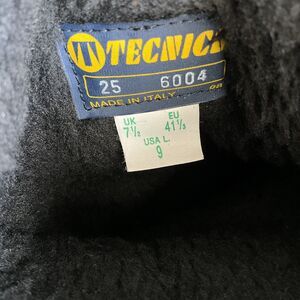 TECNICA
25 6004
MADE IN ITALY
UK EU
7½ 41⅓
USA L.
9